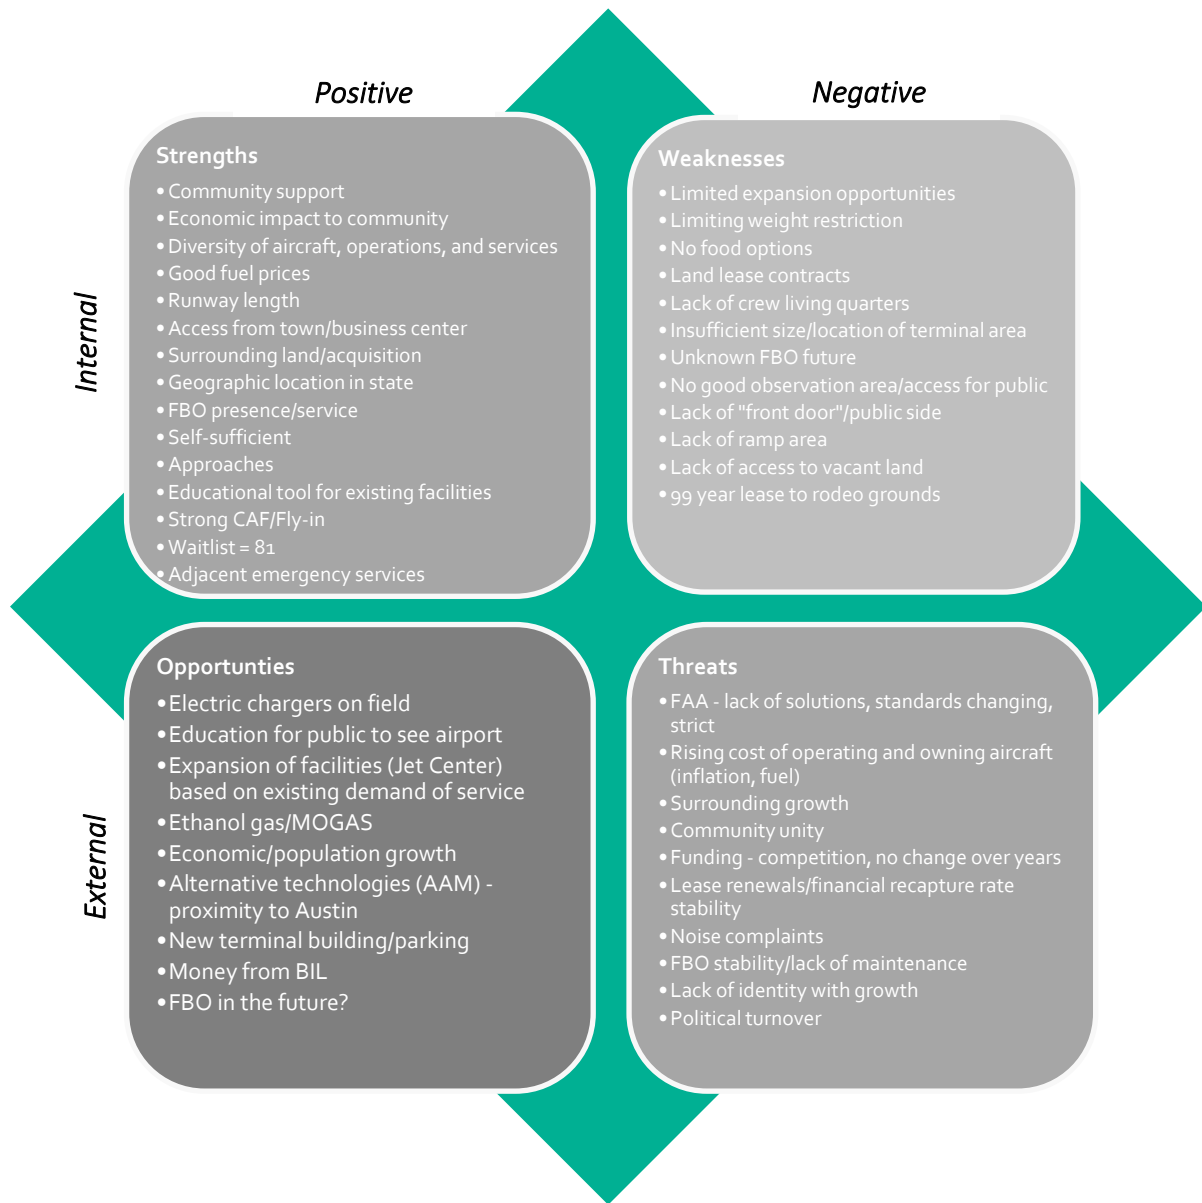 Positive
Negative
Internal
External
Strengths
• Community support
• Economic impact to community
• Diversity of aircraft, operations, and services
• Good fuel prices
• Runway length
• Access from town/business center
• Surrounding land/acquisition
• Geographic location in state
• FBO presence/service
• Self-sufficient
• Approaches
• Educational tool for existing facilities
• Strong CAF/Fly-in
• Waitlist = 81
• Adjacent emergency services
Weaknesses
• Limited expansion opportunities
• Limiting weight restriction
• No food options
• Land lease contracts
• Lack of crew living quarters
• Insufficient size/location of terminal area
• Unknown FBO future
• No good observation area/access for public
• Lack of "front door"/public side
• Lack of ramp area
• Lack of access to vacant land
• 99 year lease to rodeo grounds
Opportunties
• Electric chargers on field
• Education for public to see airport
• Expansion of facilities (Jet Center)
based on existing demand of service
• Ethanol gas/MOGAS
• Economic/population growth
• Alternative technologies (AAM) -
proximity to Austin
• New terminal building/parking
• Money from BIL
• FBO in the future?
Threats
• FAA - lack of solutions, standards changing,
strict
• Rising cost of operating and owning aircraft
(inflation, fuel)
• Surrounding growth
• Community unity
• Funding - competition, no change over years
• Lease renewals/financial recapture rate
stability
• Noise complaints
• FBO stability/lack of maintenance
• Lack of identity with growth
• Political turnover